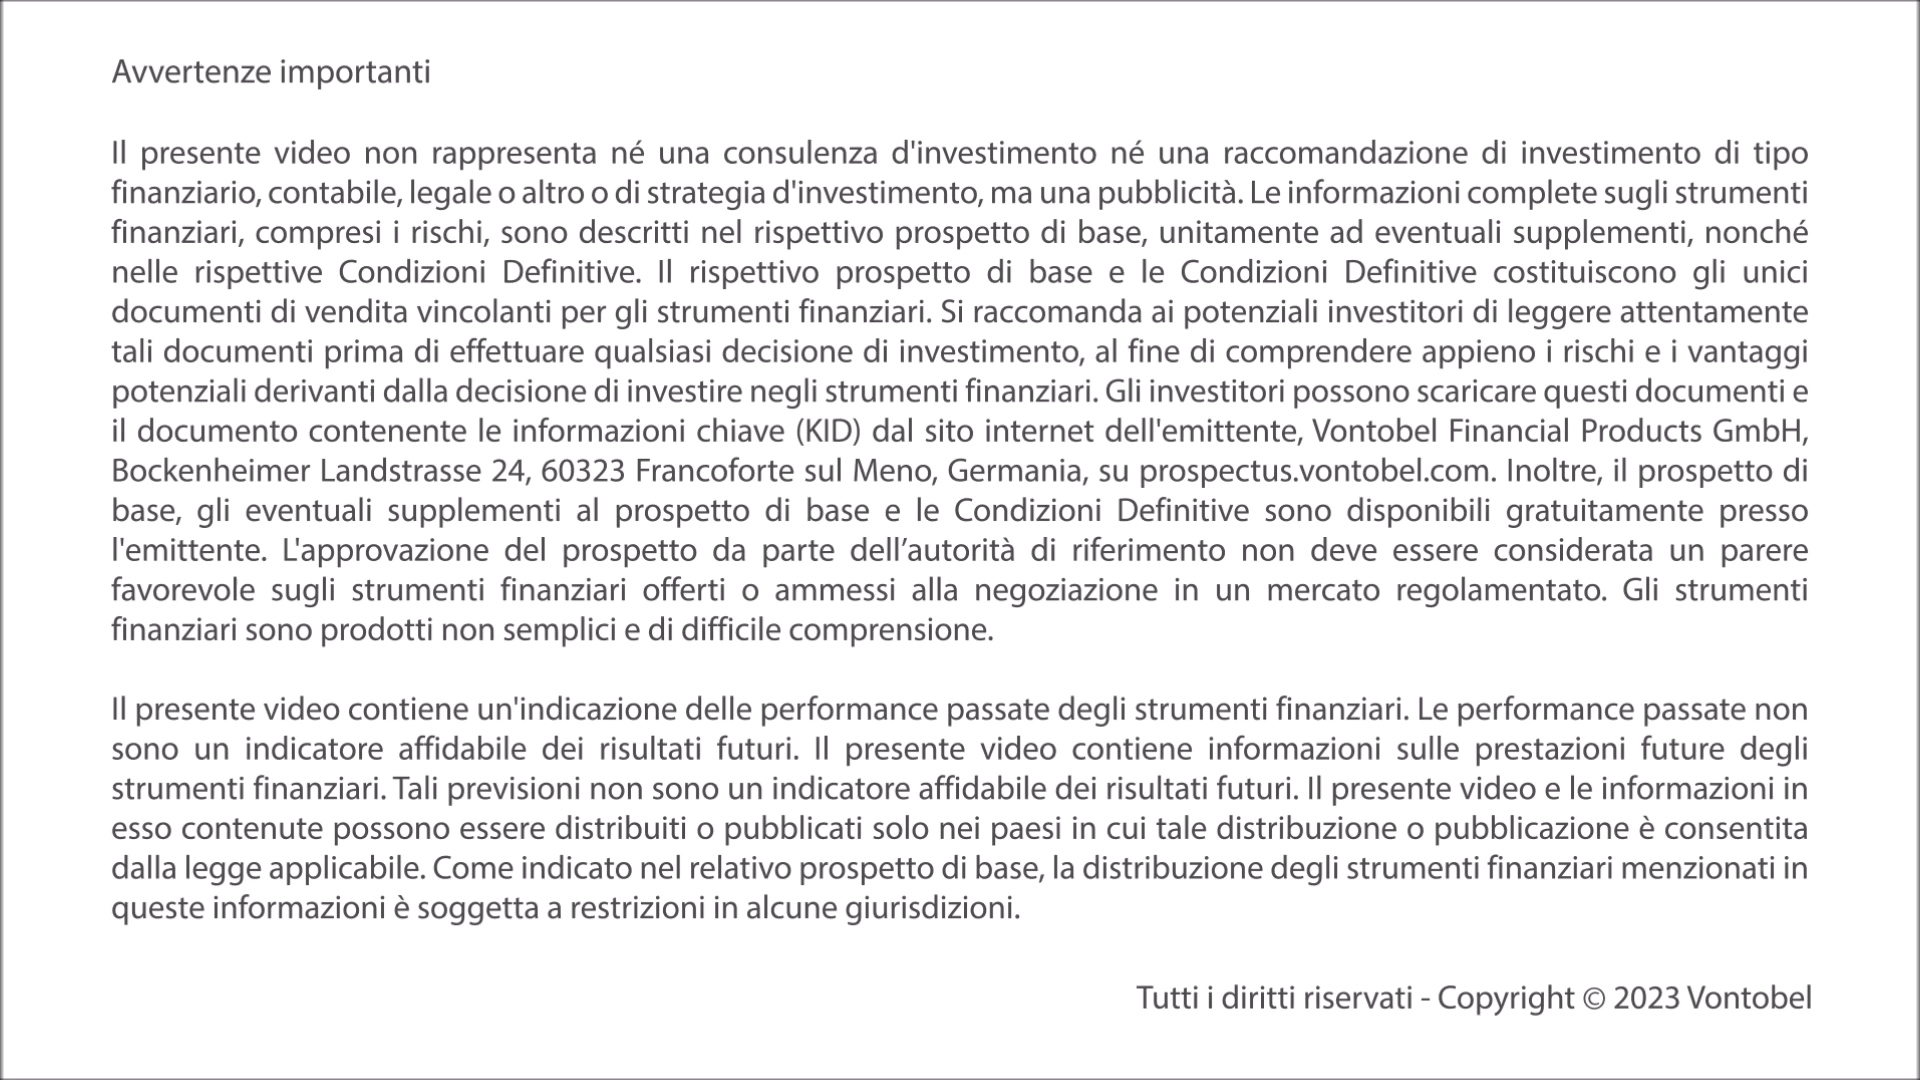 Avvertenze importanti
Il presente video non rappresenta né una consulenza d'investimento né una raccomandazione di investimento di tipo
finanziario, contabile, legale o altro o di strategia d'investimento, ma una pubblicità. Le informazioni complete sugli strumenti
finanziari, compresi i rischi, sono descritti nel rispettivo prospetto di base, unitamente ad eventuali supplementi, nonché
nelle rispettive Condizioni Definitive. Il rispettivo prospetto di base e le Condizioni Definitive costituiscono gli unici
documenti di vendita vincolanti per gli strumenti finanziari. Si raccomanda ai potenziali investitori di leggere attentamente
tali documenti prima di effettuare qualsiasi decisione di investimento, al fine di comprendere appieno i rischi e i vantaggi
potenziali derivanti dalla decisione di investire negli strumenti finanziari. Gli investitori possono scaricare questi documenti e
il documento contenente le informazioni chiave (KID) dal sito internet dell'emittente, Vontobel Financial Products GmbH,
Bockenheimer Landstrasse 24, 60323 Francoforte sul Meno, Germania, su prospectus.vontobel.com. Inoltre, il prospetto di
base, gli eventuali supplementi al prospetto di base e le Condizioni Definitive sono disponibili gratuitamente presso
l'emittente. L'approvazione del prospetto da parte dell’autorità di riferimento non deve essere considerata un parere
favorevole sugli strumenti finanziari offerti o ammessi alla negoziazione in un mercato regolamentato. Gli strumenti
finanziari sono prodotti non semplici e di difficile comprensione.
Il presente video contiene un'indicazione delle performance passate degli strumenti finanziari. Le performance passate non
sono un indicatore affidabile dei risultati futuri. Il presente video contiene informazioni sulle prestazioni future degli
strumenti finanziari. Tali previsioni non sono un indicatore affidabile dei risultati futuri. Il presente video e le informazioni in
esso contenute possono essere distribuiti o pubblicati solo nei paesi in cui tale distribuzione o pubblicazione è consentita
dalla legge applicabile. Come indicato nel relativo prospetto di base, la distribuzione degli strumenti finanziari menzionati in
queste informazioni è soggetta a restrizioni in alcune giurisdizioni.
Tutti i diritti riservati - Copyright © 2023 Vontobel